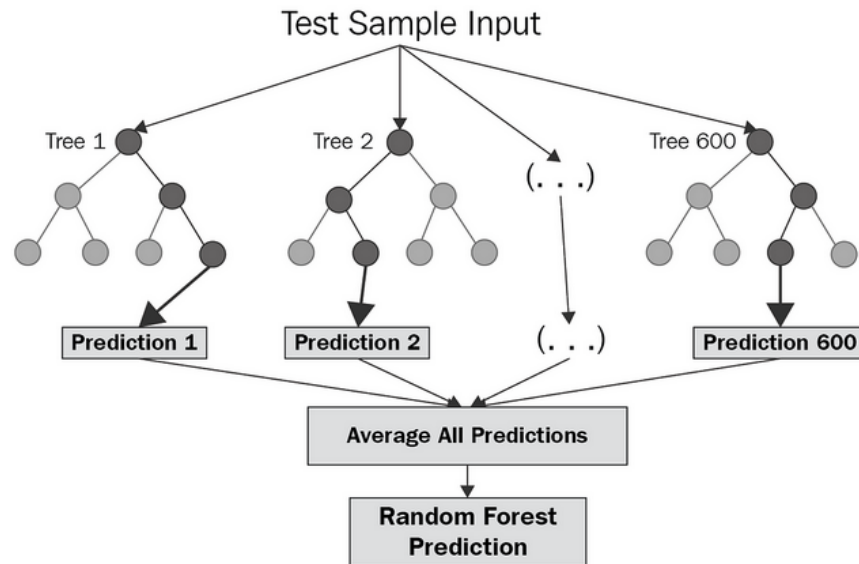 Test Sample Input
Tree 1
Tree 2
Tree 600
(. . .)
Prediction 1
Prediction 2
(. . .)
Prediction 600
Average All Predictions
Random Forest
Prediction